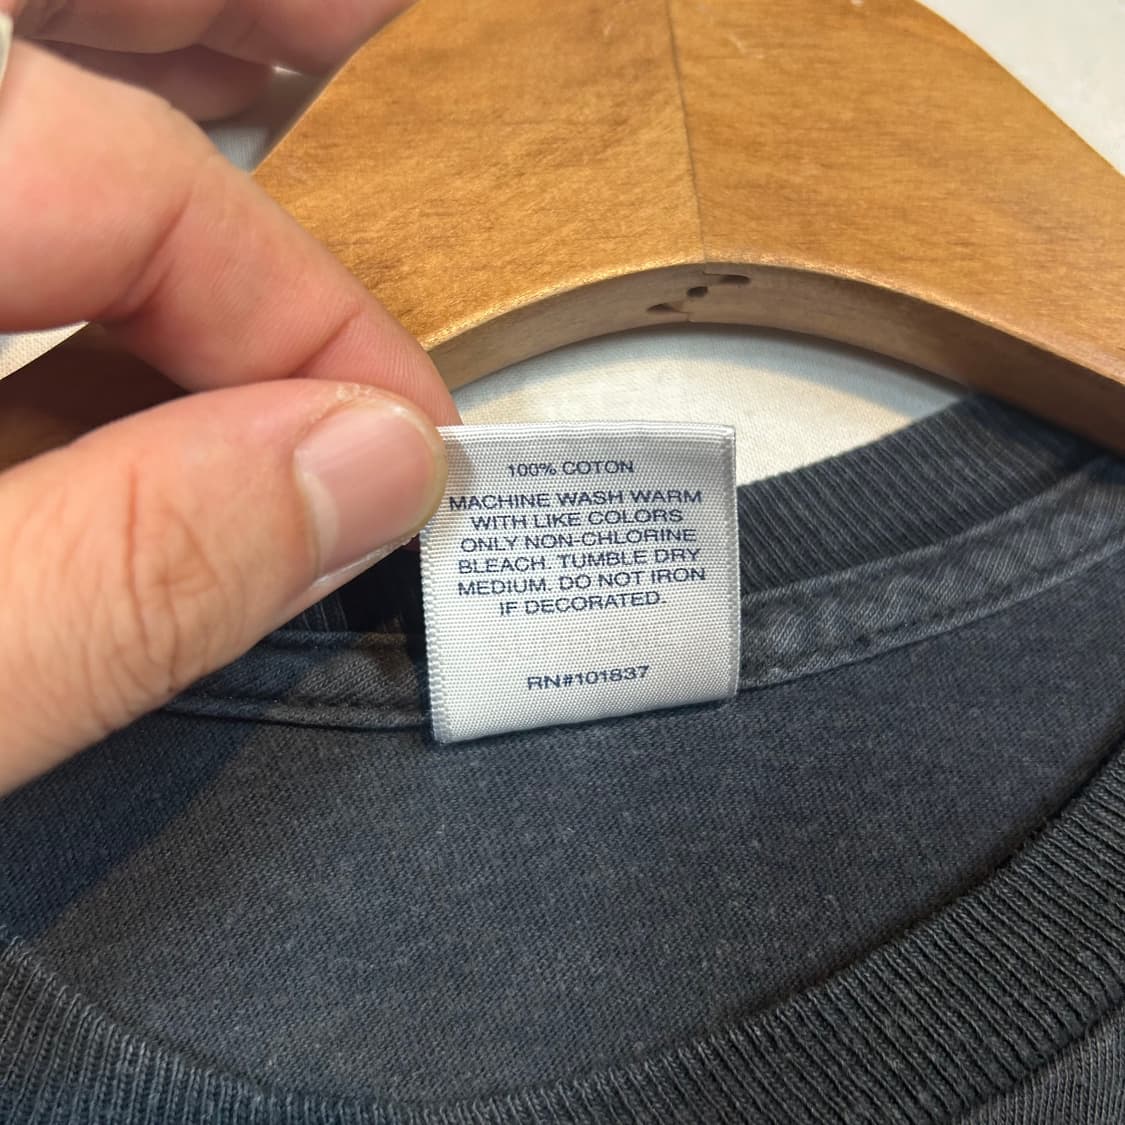 100% COTON
MACHINE WASH WARM
WITH LIKE COLORS
ONLY NON-CHLORINE
BLEACH. TUMBLE DRY
MEDIUM. DO NOT IRON
IF DECORATED.
RN#101837